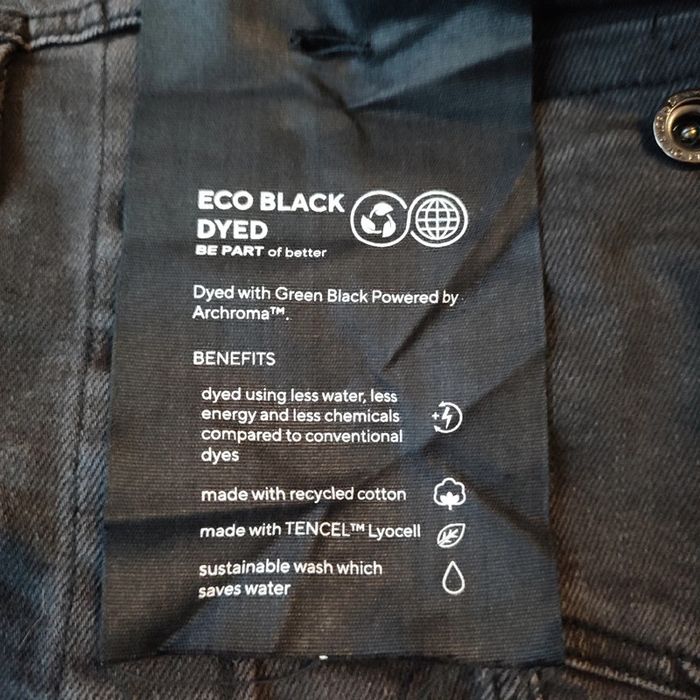 ECO BLACK
DYED
BE PART of better
Dyed with Green Black Powered by
Archroma™.
BENEFITS
dyed using less water, less
energy and less chemicals
compared to conventional
dyes
made with recycled cotton
made with TENCEL™ Lyocell
sustainable wash which
saves water